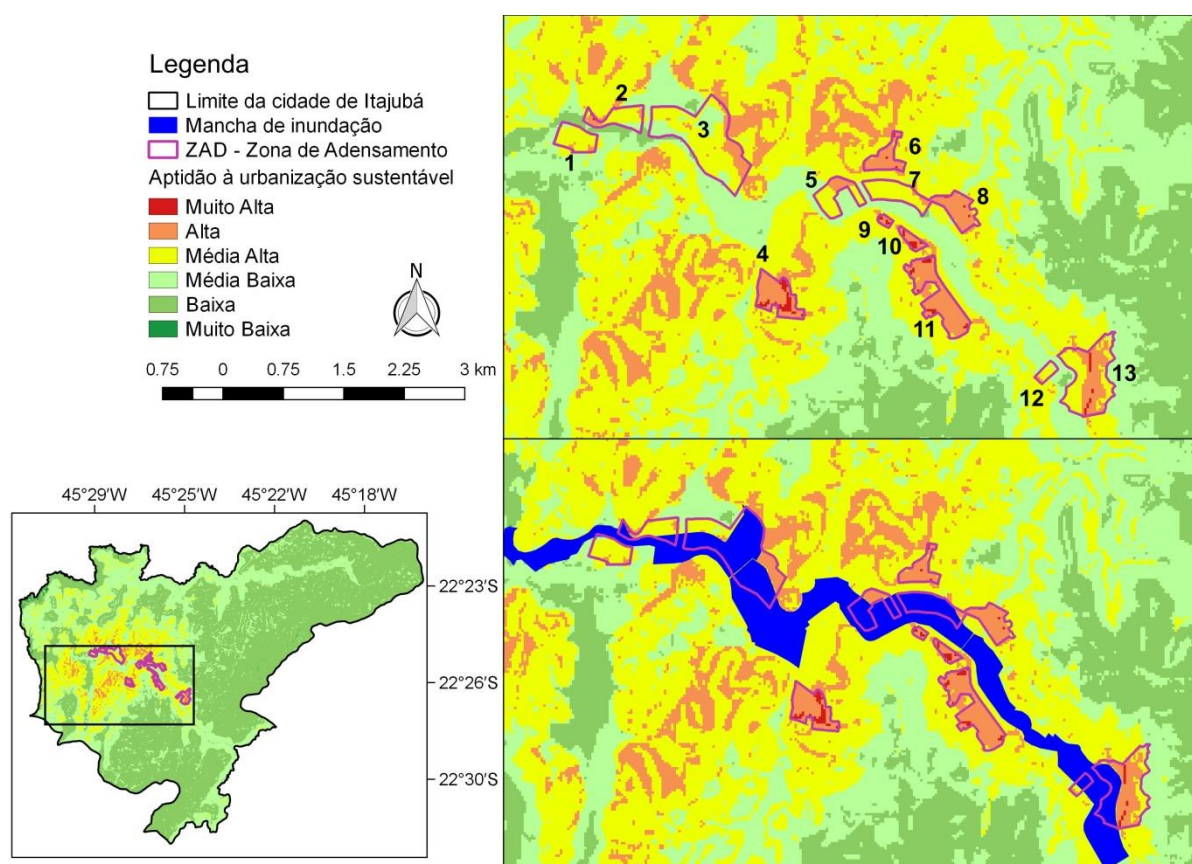 Legenda
Limite da cidade de Itajubá
Mancha de inundação
ZAD - Zona de Adensamento
Aptidão à urbanização sustentável
Muito Alta
Alta
Média Alta
Média Baixa
Baixa
Muito Baixa
N
0.75 0 0.75 1.5 2.25 3 km
1
2
3
4
5
6
7
8
9
10
11
12
13
45°29'W 45°25'W 45°22'W 45°18'W
22°23'S
22°26'S
22°30'S